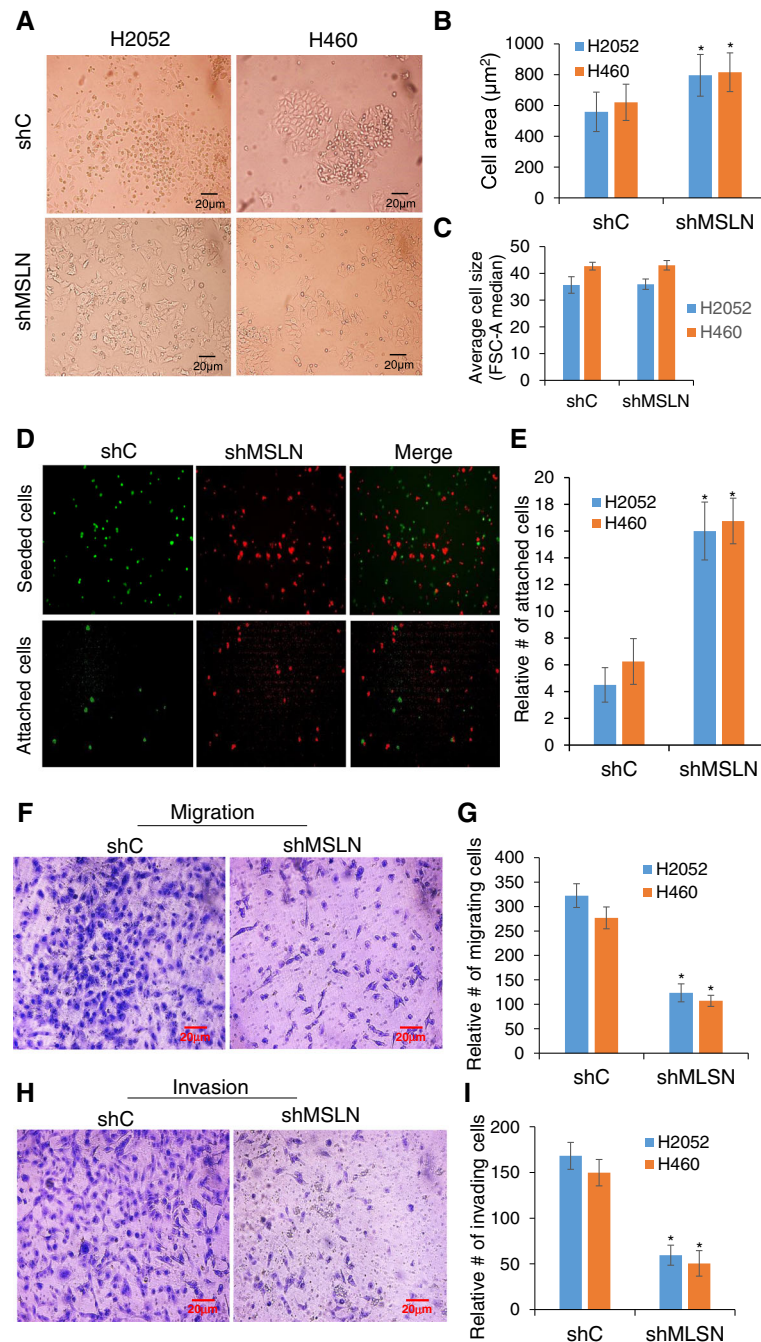 A
H2052
H460
shC
20µm
20µm
shMSLN
20µm
20µm
B
Cell area (µm²)
1000
800
600
400
200
0
H2052
H460
*
*
shC
shMSLN
C
Average cell size
(FSC-A median)
50
40
30
20
10
0
H2052
H460
shC
shMSLN
D
shC
shMSLN
Merge
Seeded cells
Attached cells
E
Relative # of attached cells
20
18
16
14
12
10
8
6
4
2
0
H2052
H460
*
*
shC
shMSLN
F
Migration
shC
shMSLN
20µm
20µm
G
Relative # of migrating cells
400
350
300
250
200
150
100
50
0
H2052
H460
*
*
shC
shMLSN
H
Invasion
shC
shMSLN
20µm
20µm
I
Relative # of invading cells
200
150
100
50
0
H2052
H460
*
*
shC
shMLSN